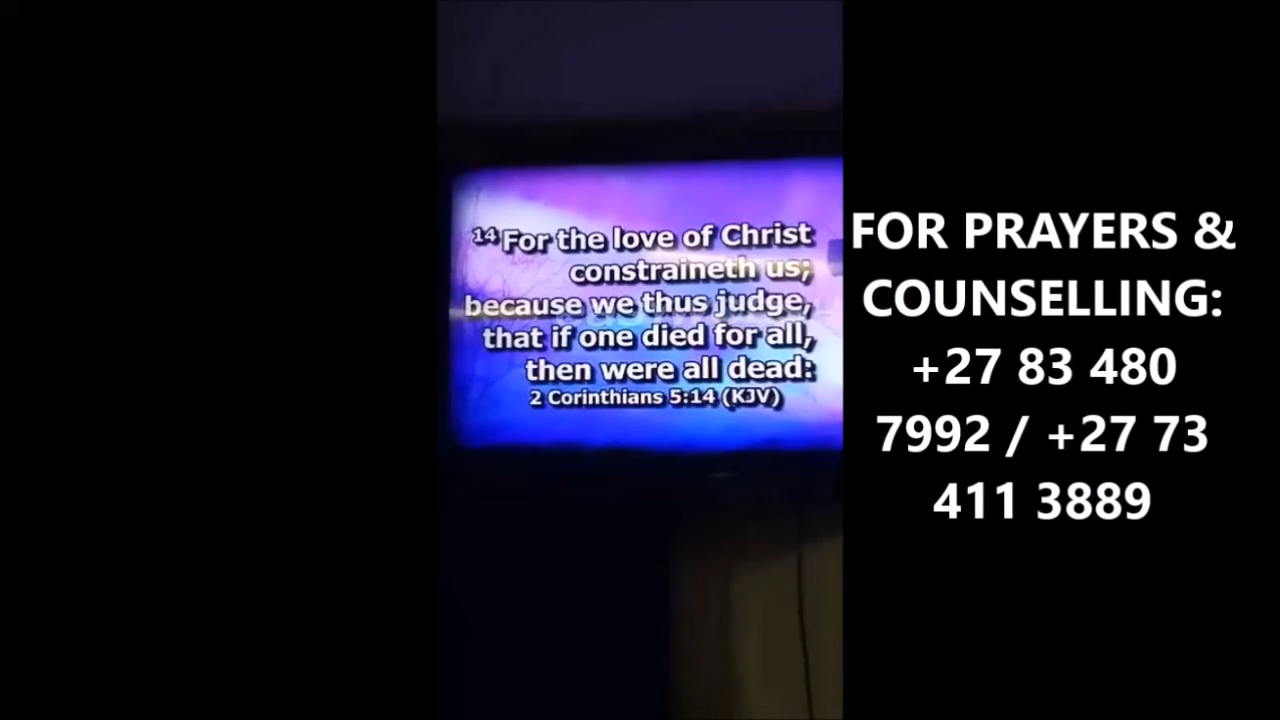 14 For the love of Christ
constraineth us;
because we thus judge,
that if one died for all,
then were all dead:
2 Corinthians 5:14 (KJV)
FOR PRAYERS &
COUNSELLING:
+27 83 480
7992 / +27 73
411 3889